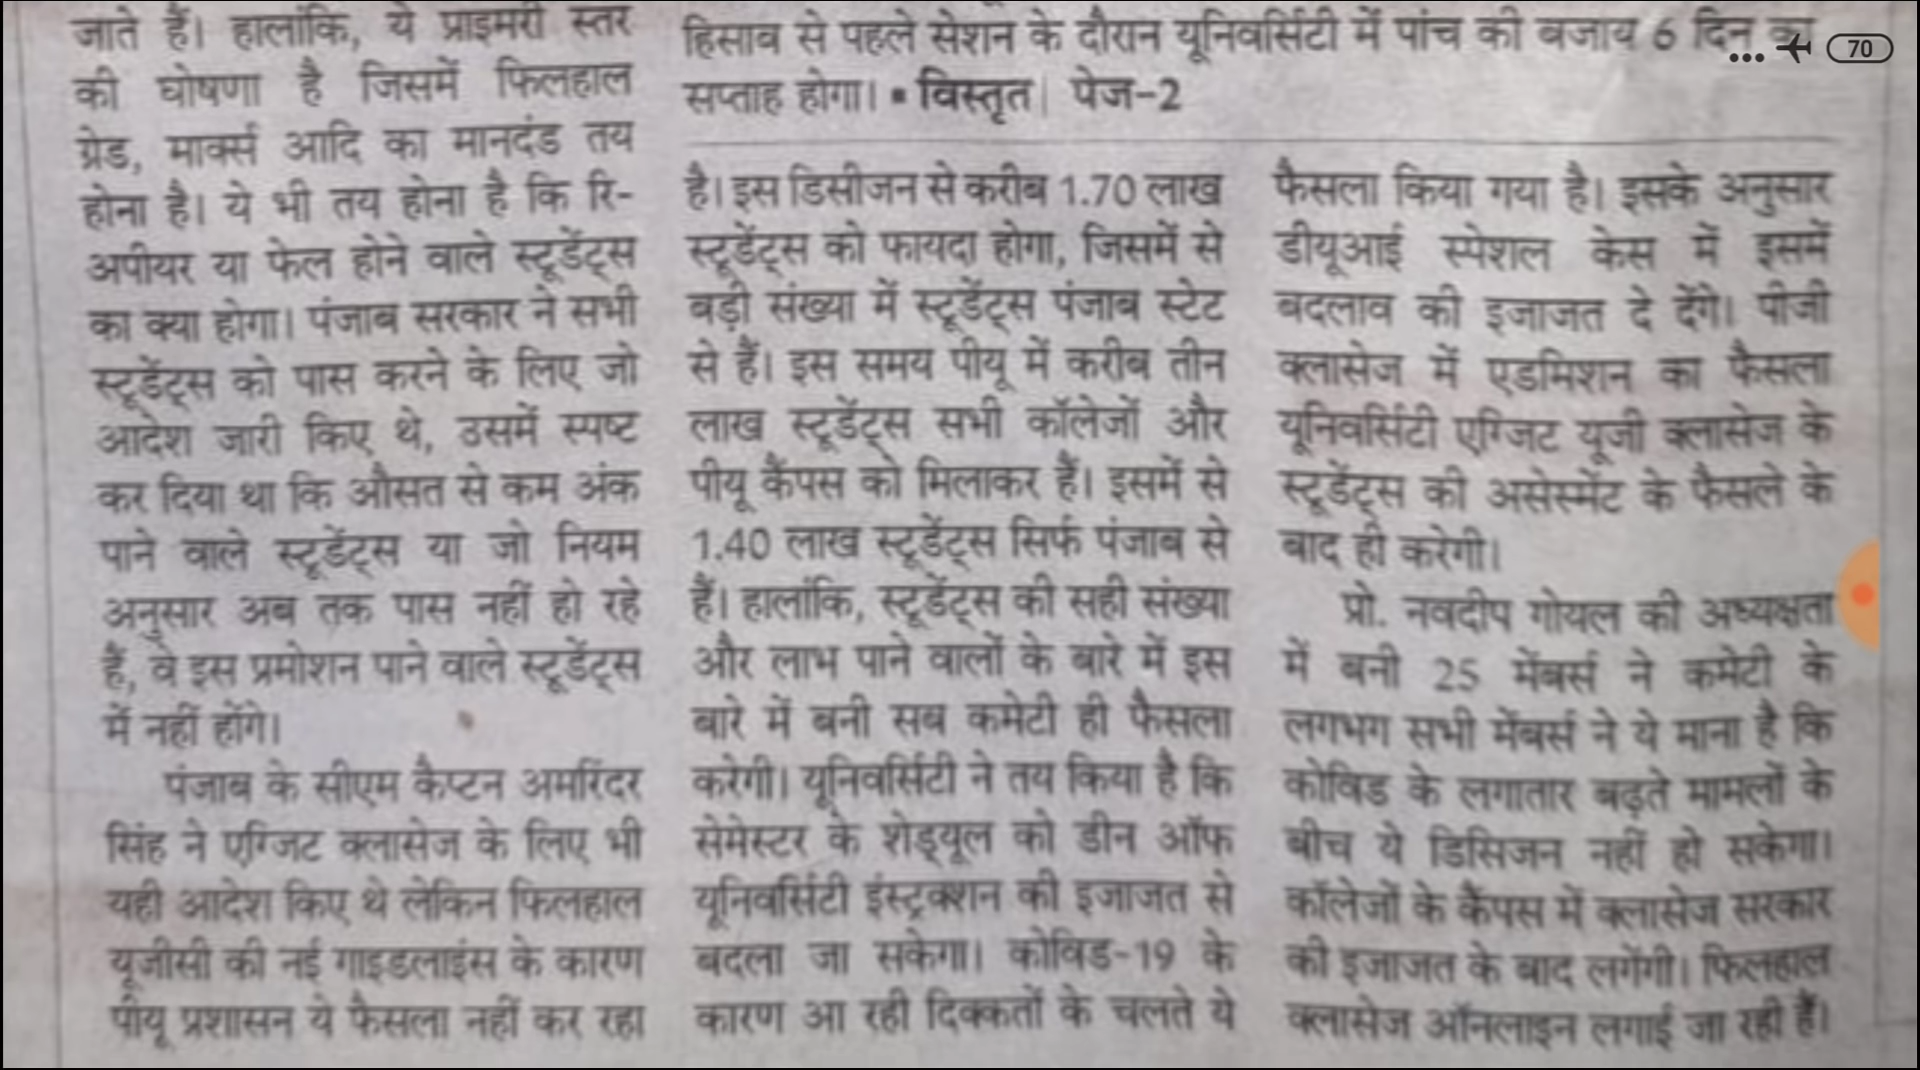 जाते हैं। हालांकि, ये प्राइमरी स्तर
की घोषणा है जिसमें फिलहाल
ग्रेड, मार्क्स आदि का मानदंड तय
होना है। ये भी तय होना है कि रि-
अपीयर या फेल होने वाले स्टूडेंट्स
का क्या होगा। पंजाब सरकार ने सभी
स्टूडेंट्स को पास करने के लिए जो
आदेश जारी किए थे, उसमें स्पष्ट
कर दिया था कि औसत से कम अंक
पाने वाले स्टूडेंट्स या जो नियम
अनुसार अब तक पास नहीं हो रहे
हैं, वे इस प्रमोशन पाने वाले स्टूडेंट्स
में नहीं होंगे।
पंजाब के सीएम कैप्टन अमरिंदर
सिंह ने एग्जिट क्लासेज के लिए भी
यही आदेश किए थे लेकिन फिलहाल
यूजीसी की नई गाइडलाइंस के कारण
पीयू प्रशासन ये फैसला नहीं कर रहा
हिसाब से पहले सेशन के दौरान यूनिवर्सिटी में पांच की बजाय 6 दिन का
सप्ताह होगा। ▪ विस्तृत| पेज-2
है। इस डिसीजन से करीब 1.70 लाख
स्टूडेंट्स को फायदा होगा, जिसमें से
बड़ी संख्या में स्टूडेंट्स पंजाब स्टेट
से हैं। इस समय पीयू में करीब तीन
लाख स्टूडेंट्स सभी कॉलेजों और
पीयू कैंपस को मिलाकर हैं। इसमें से
1.40 लाख स्टूडेंट्स सिर्फ पंजाब से
हैं। हालांकि, स्टूडेंट्स की सही संख्या
और लाभ पाने वालों के बारे में इस
बारे में बनी सब कमेटी ही फैसला
करेगी। यूनिवर्सिटी ने तय किया है कि
सेमेस्टर के शेड्यूल को डीन ऑफ
यूनिवर्सिटी इंस्ट्रक्शन की इजाजत से
बदला जा सकेगा। कोविड-19 के
कारण आ रही दिक्कतों के चलते ये
फैसला किया गया है। इसके अनुसार
डीयूआई स्पेशल केस में इसमें
बदलाव की इजाजत दे देंगे। पीजी
क्लासेज में एडमिशन का फैसला
यूनिवर्सिटी एग्जिट यूजी क्लासेज के
स्टूडेंट्स की असेस्मेंट के फैसले के
बाद ही करेगी।
प्रो. नवदीप गोयल की अध्यक्षता
में बनी 25 मेंबर्स ने कमेटी के
लगभग सभी मेंबर्स ने ये माना है कि
कोविड के लगातार बढ़ते मामलों के
बीच ये डिसिजन नहीं हो सकेगा।
कॉलेजों के कैंपस में क्लासेज सरकार
की इजाजत के बाद लगेंगी। फिलहाल
क्लासेज ऑनलाइन लगाई जा रही हैं।
70